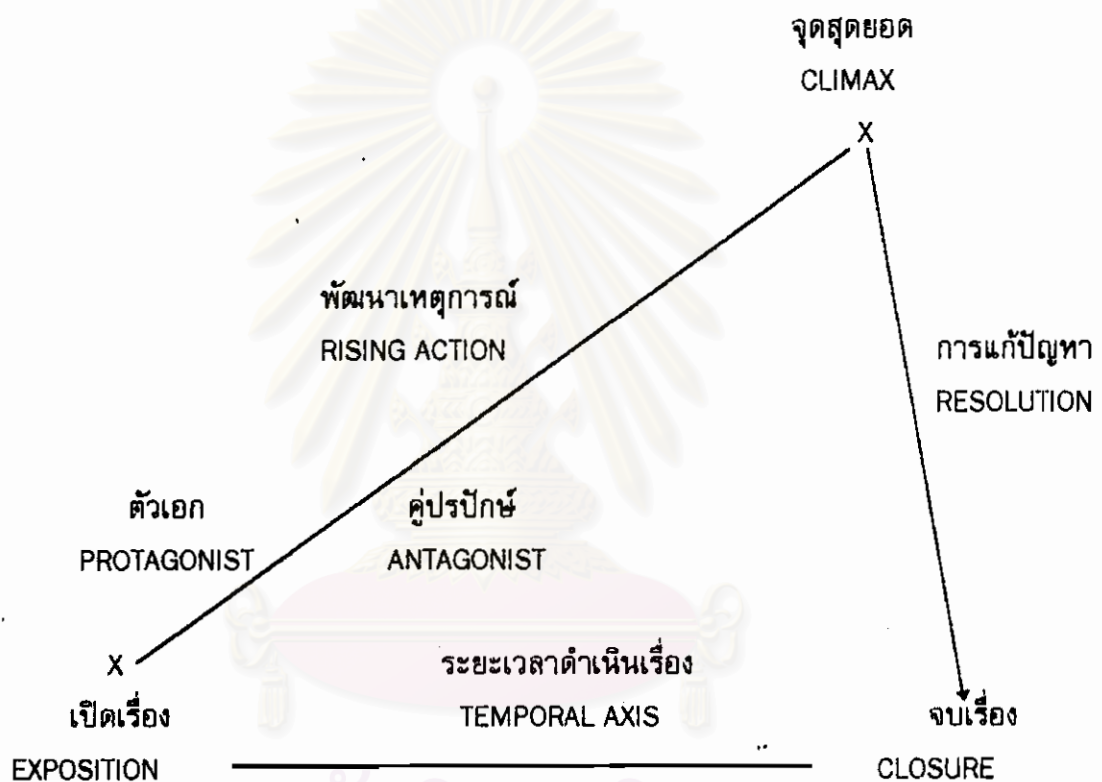 จุดสุดยอด
CLIMAX
X
พัฒนาเหตุการณ์
RISING ACTION
การแก้ปัญหา
RESOLUTION
ตัวเอก
PROTAGONIST
คู่ปรปักษ์
ANTAGONIST
X
เปิดเรื่อง
EXPOSITION
ระยะเวลาดำเนินเรื่อง
TEMPORAL AXIS
จบเรื่อง
CLOSURE